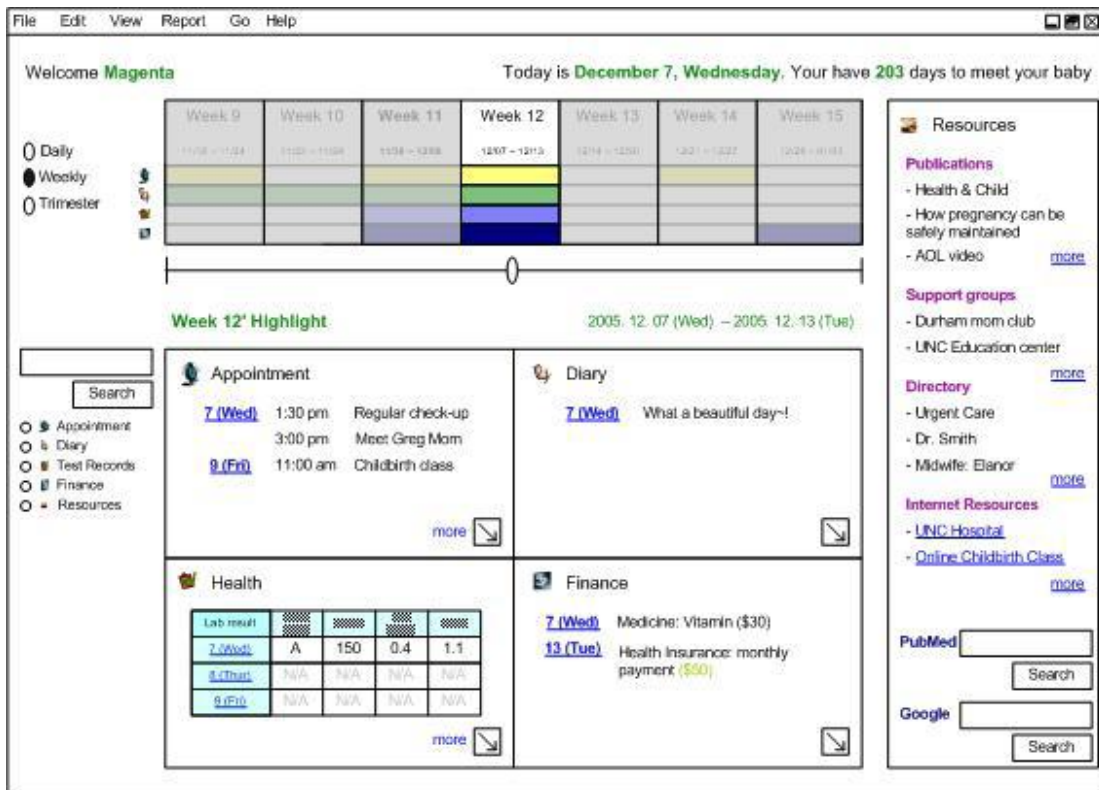 File Edit View Report Go Help
Welcome Magenta
Today is December 7, Wednesday. Your have 203 days to meet your baby
Week 9 Week 10 Week 11 Week 12 Week 13 Week 14 Week 15
12/07 – 12/13
Daily
Weekly
Trimester
Week 12' Highlight
2005. 12. 07 (Wed) – 2005. 12. 13 (Tue)
Search
Appointment
Diary
Test Records
Finance
Resources
Appointment
7 (Wed) 1:30 pm Regular check-up
3:00 pm Meet Greg Mom
9 (Fri) 11:00 am Childbirth class
more
Diary
7 (Wed) What a beautiful day~!
Health
Lab result
7 (Wed) A 150 0.4 1.1
8 (Thur) N/A N/A N/A N/A
9 (Fri) N/A N/A N/A N/A
more
Finance
7 (Wed) Medicine: Vitamin ($30)
13 (Tue) Health Insurance: monthly
payment ($50)
Resources
Publications
- Health & Child
- How pregnancy can be
safely maintained
- AOL video more
Support groups
- Durham mom club
- UNC Education center
more
Directory
- Urgent Care
- Dr. Smith
- Midwife: Elanor
more
Internet Resources
- UNC Hospital
- Online Childbirth Class
more
PubMed
Search
Google
Search